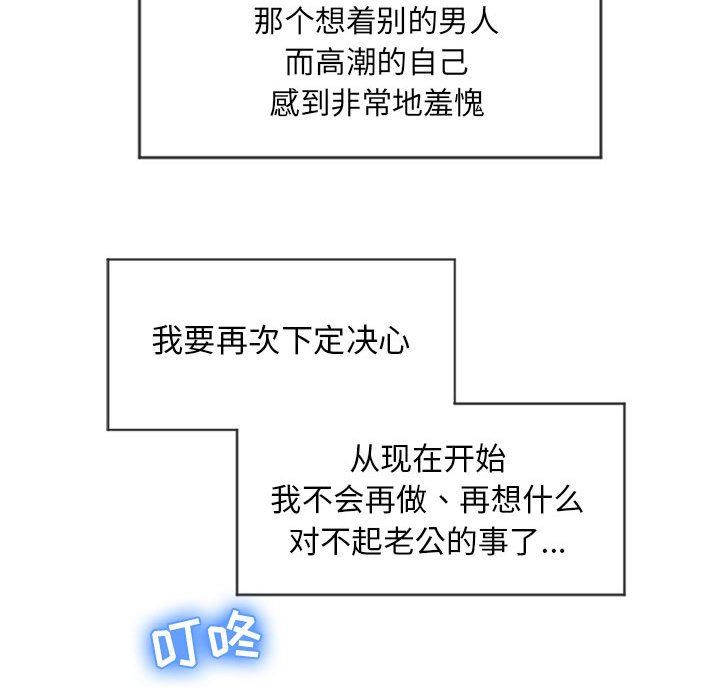 那个想着别的男人
而高潮的自己
感到非常地羞愧
我要再次下定决心
从现在开始
我不会再做、再想什么
对不起老公的事了...
叮咚